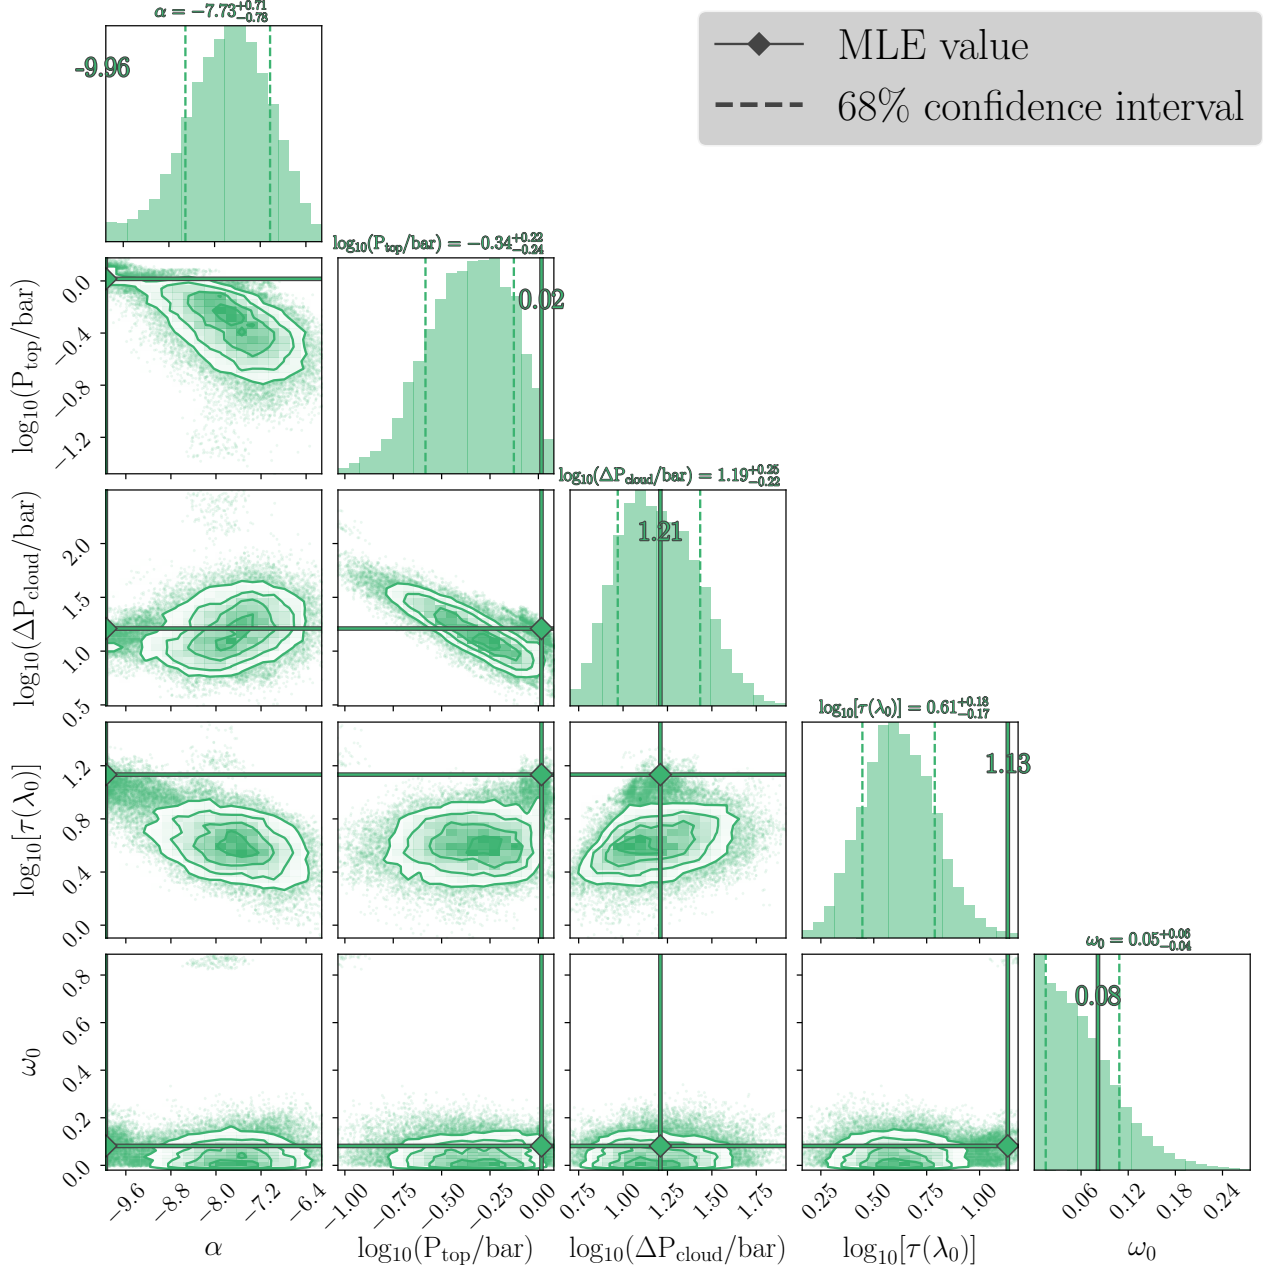 α = −7.73+0.71−0.78
MLE value
68% confidence interval
-9.96
log10(Ptop/bar) = −0.34+0.22−0.24
0.02
log10(Ptop/bar)
0.0
−0.4
−0.8
−1.2
log10(ΔPcloud/bar) = 1.19+0.25−0.22
1.21
log10(ΔPcloud/bar)
2.0
1.5
1.0
0.5
log10[τ(λ0)] = 0.61+0.18−0.17
1.13
log10[τ(λ0)]
1.2
0.8
0.4
0.0
ω0 = 0.05+0.06−0.04
0.08
ω0
0.8
0.6
0.4
0.2
0.0
−9.6 −8.8 −8.0 −7.2 −6.4
−1.00 −0.75 −0.50 −0.25 0.00
0.75 1.00 1.25 1.50 1.75
0.25 0.50 0.75 1.00
0.06 0.12 0.18 0.24
α
log10(Ptop/bar)
log10(ΔPcloud/bar)
log10[τ(λ0)]
ω0